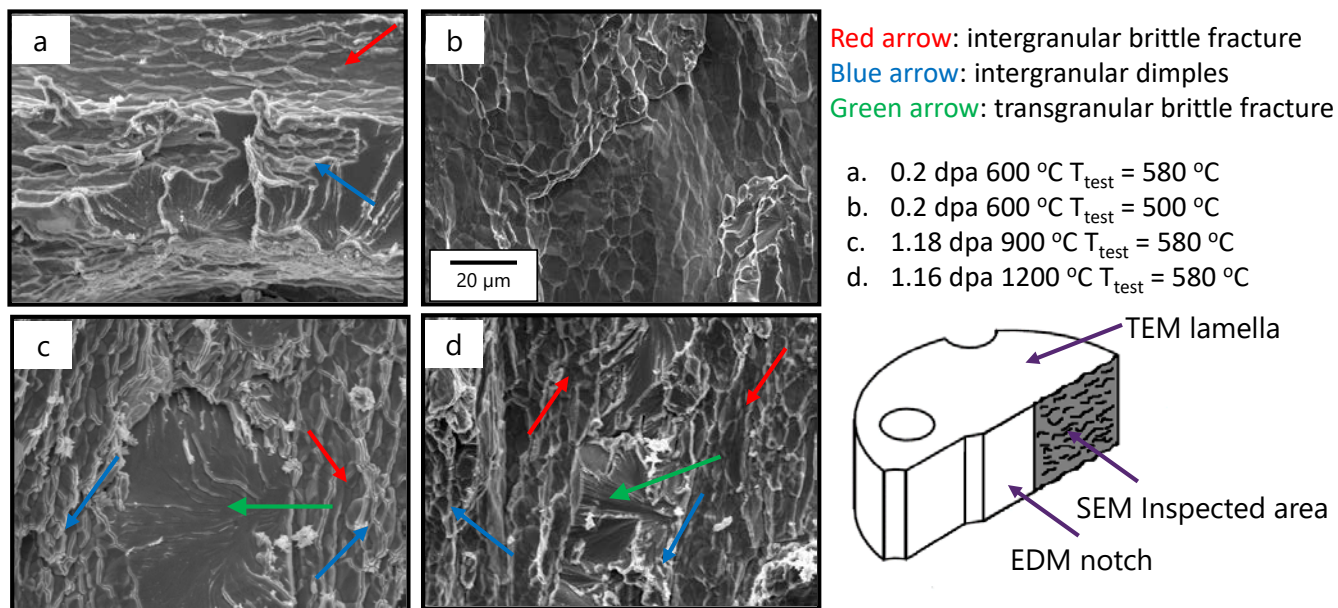 a
b
20 µm
c
d
Red arrow: intergranular brittle fracture
Blue arrow: intergranular dimples
Green arrow: transgranular brittle fracture
a. 0.2 dpa 600 °C T_test = 580 °C
b. 0.2 dpa 600 °C T_test = 500 °C
c. 1.18 dpa 900 °C T_test = 580 °C
d. 1.16 dpa 1200 °C T_test = 580 °C
TEM lamella
SEM Inspected area
EDM notch